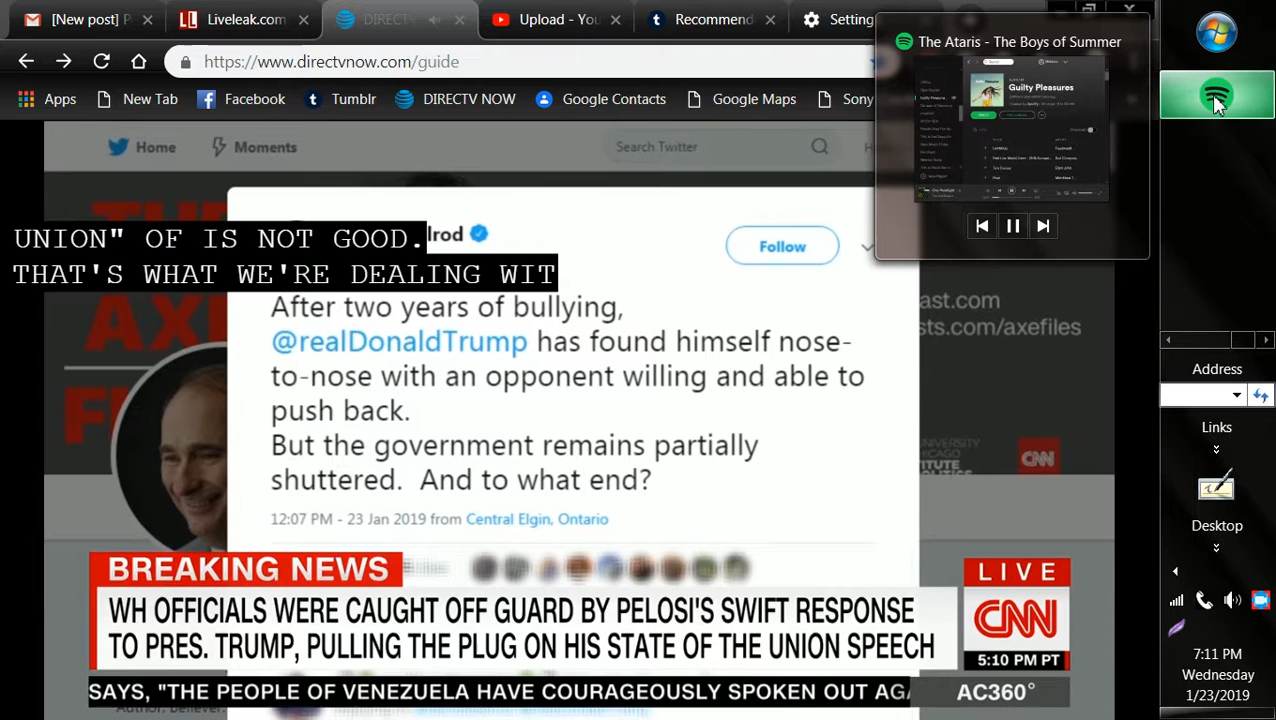 [New post]
Liveleak.com
DIRECTV
Upload - You
Recommend
Setting
https://www.directvnow.com/guide
Apps
New Tab
Facebook
Tumblr
DIRECTV NOW
Google Contacts
Google Maps
Sony
The Ataris - The Boys of Summer
Guilty Pleasures
Home
Moments
Search Twitter
UNION" OF IS NOT GOOD.
lrod
Follow
THAT'S WHAT WE'RE DEALING WIT
After two years of bullying,
@realDonaldTrump has found himself nose-
to-nose with an opponent willing and able to
push back.
But the government remains partially
shuttered. And to what end?
12:07 PM - 23 Jan 2019 from Central Elgin, Ontario
ast.com
sts.com/axefiles
AX
F
UNIVERSITY
CHICAGO
INSTITUTE
POLITICS
CNN
BREAKING NEWS
WH OFFICIALS WERE CAUGHT OFF GUARD BY PELOSI'S SWIFT RESPONSE
TO PRES. TRUMP, PULLING THE PLUG ON HIS STATE OF THE UNION SPEECH
LIVE
CNN
5:10 PM PT
SAYS, "THE PEOPLE OF VENEZUELA HAVE COURAGEOUSLY SPOKEN OUT AGA
AC360°
Address
Links
Desktop
7:11 PM
Wednesday
1/23/2019